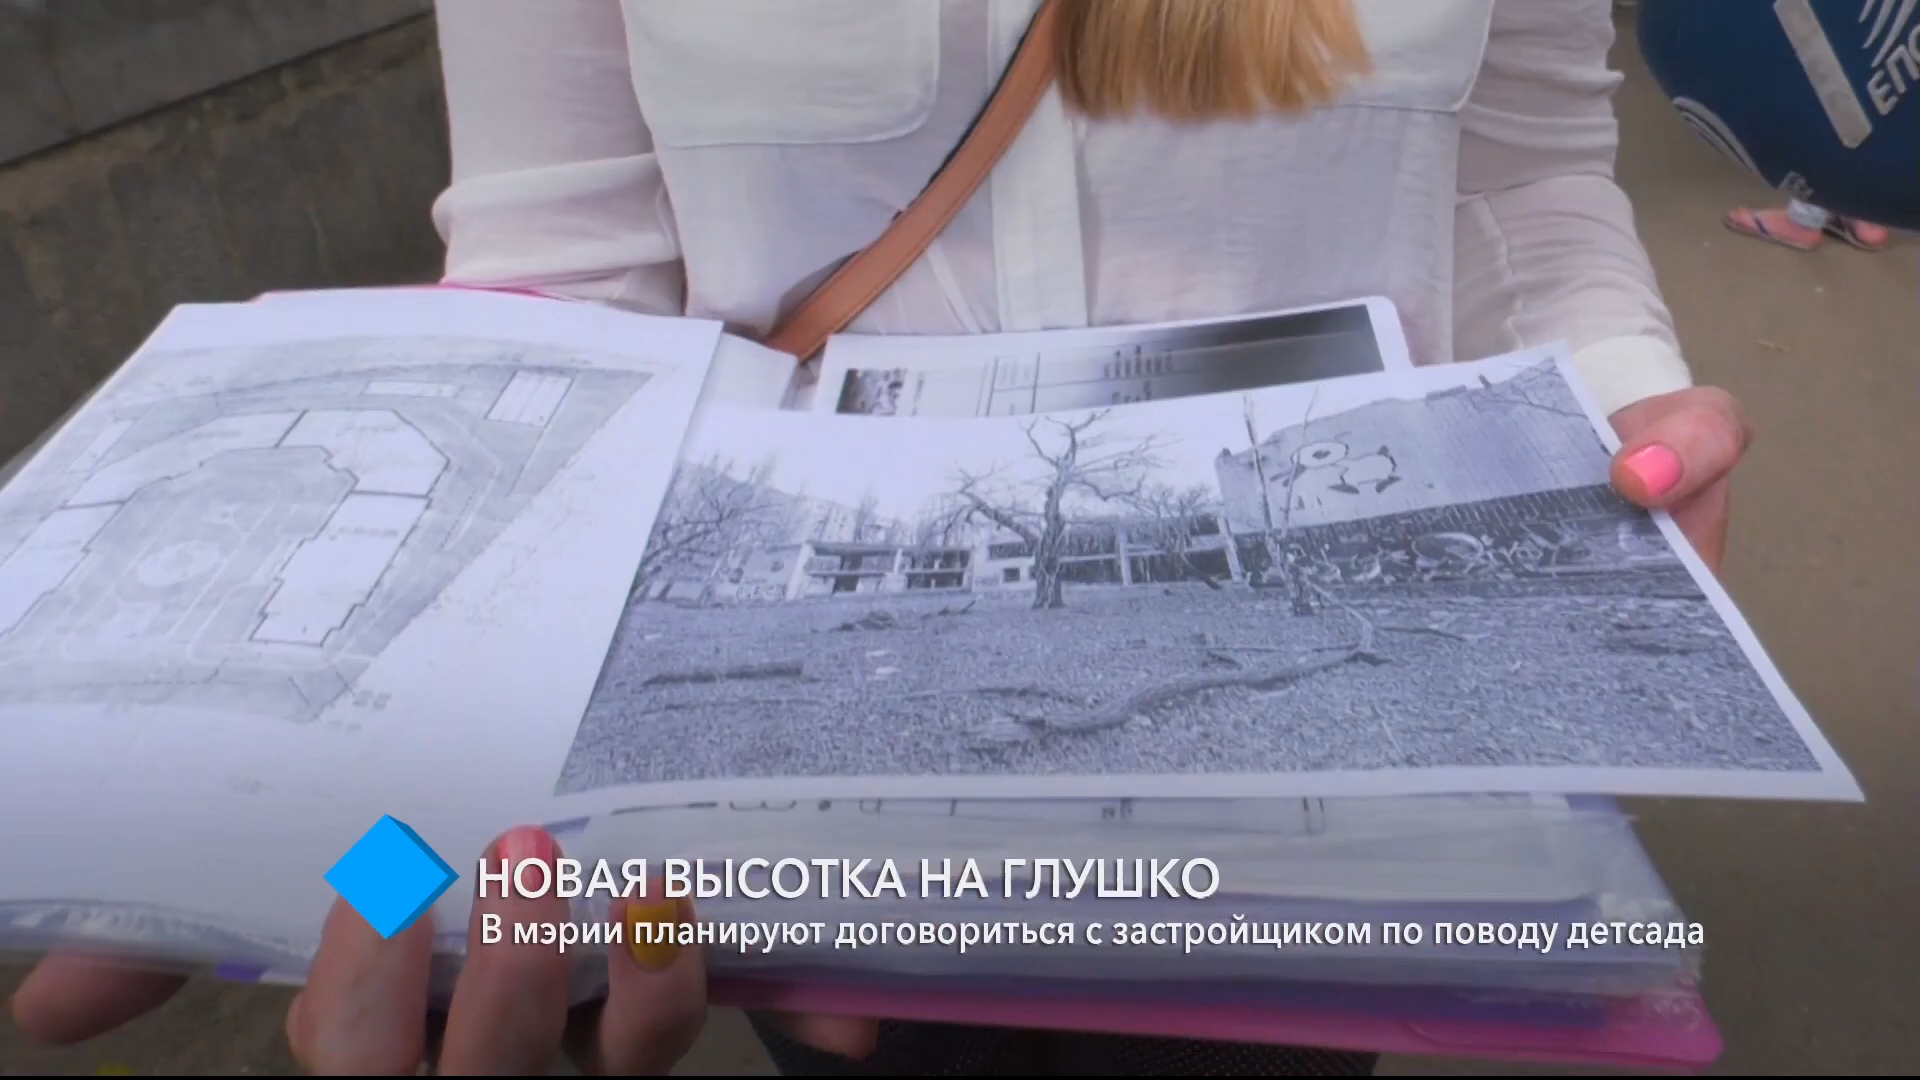 НОВАЯ ВЫСОТКА НА ГЛУШКО
В мэрии планируют договориться с застройщиком по поводу детсада